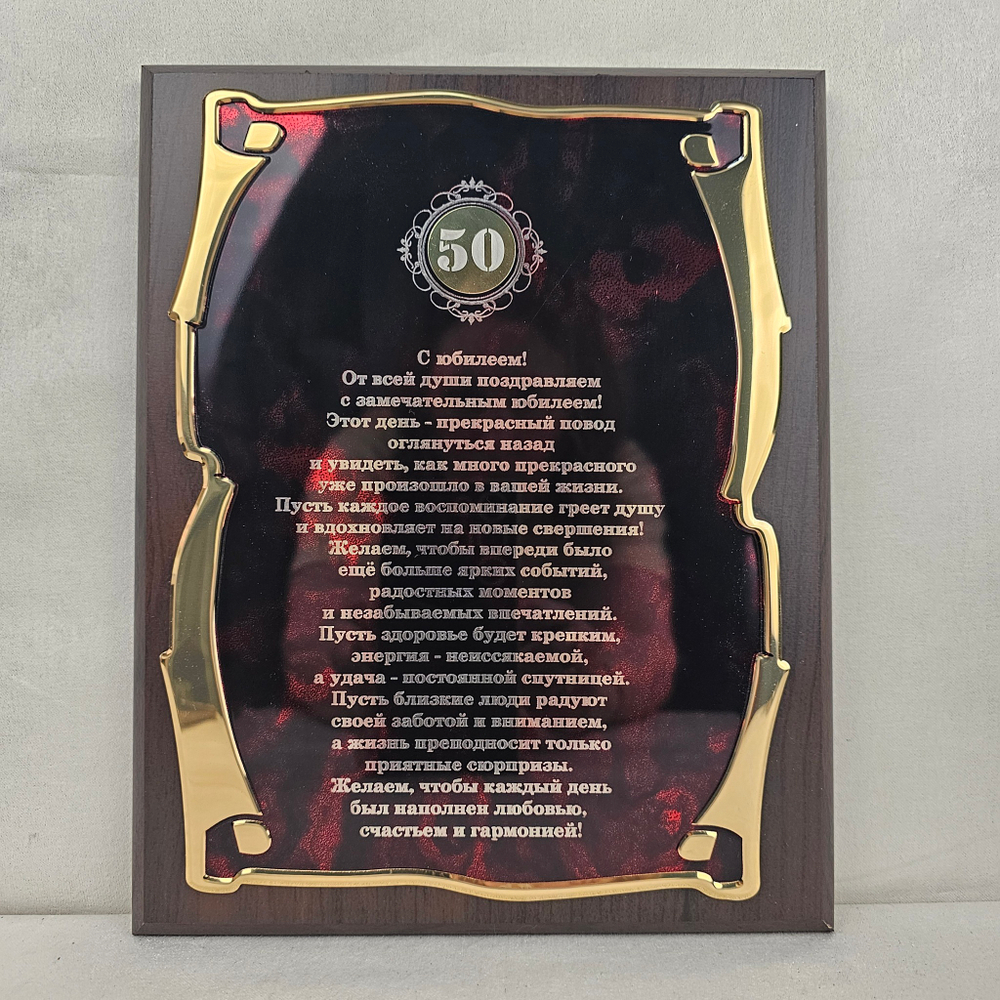 50
С юбилеем!
От всей души поздравляем
с замечательным юбилеем!
Этот день - прекрасный повод
оглянуться назад
и увидеть, как много прекрасного
уже произошло в вашей жизни.
Пусть каждое воспоминание греет душу
и вдохновляет на новые свершения!
Желаем, чтобы впереди было
ещё больше ярких событий,
радостных моментов
и незабываемых впечатлений.
Пусть здоровье будет крепким,
энергия - неиссякаемой,
а удача - постоянной спутницей.
Пусть близкие люди радуют
своей заботой и вниманием,
а жизнь преподносит только
приятные сюрпризы.
Желаем, чтобы каждый день
был наполнен любовью,
счастьем и гармонией!